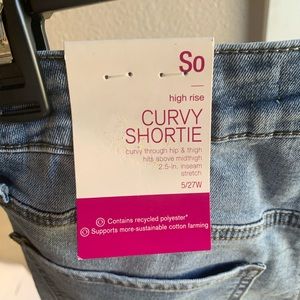 So
high rise
CURVY
SHORTIE
curvy through hip & thigh
hits above midthigh
2.5-in. inseam
stretch
5/27W
Contains recycled polyester*
Supports more-sustainable cotton farming